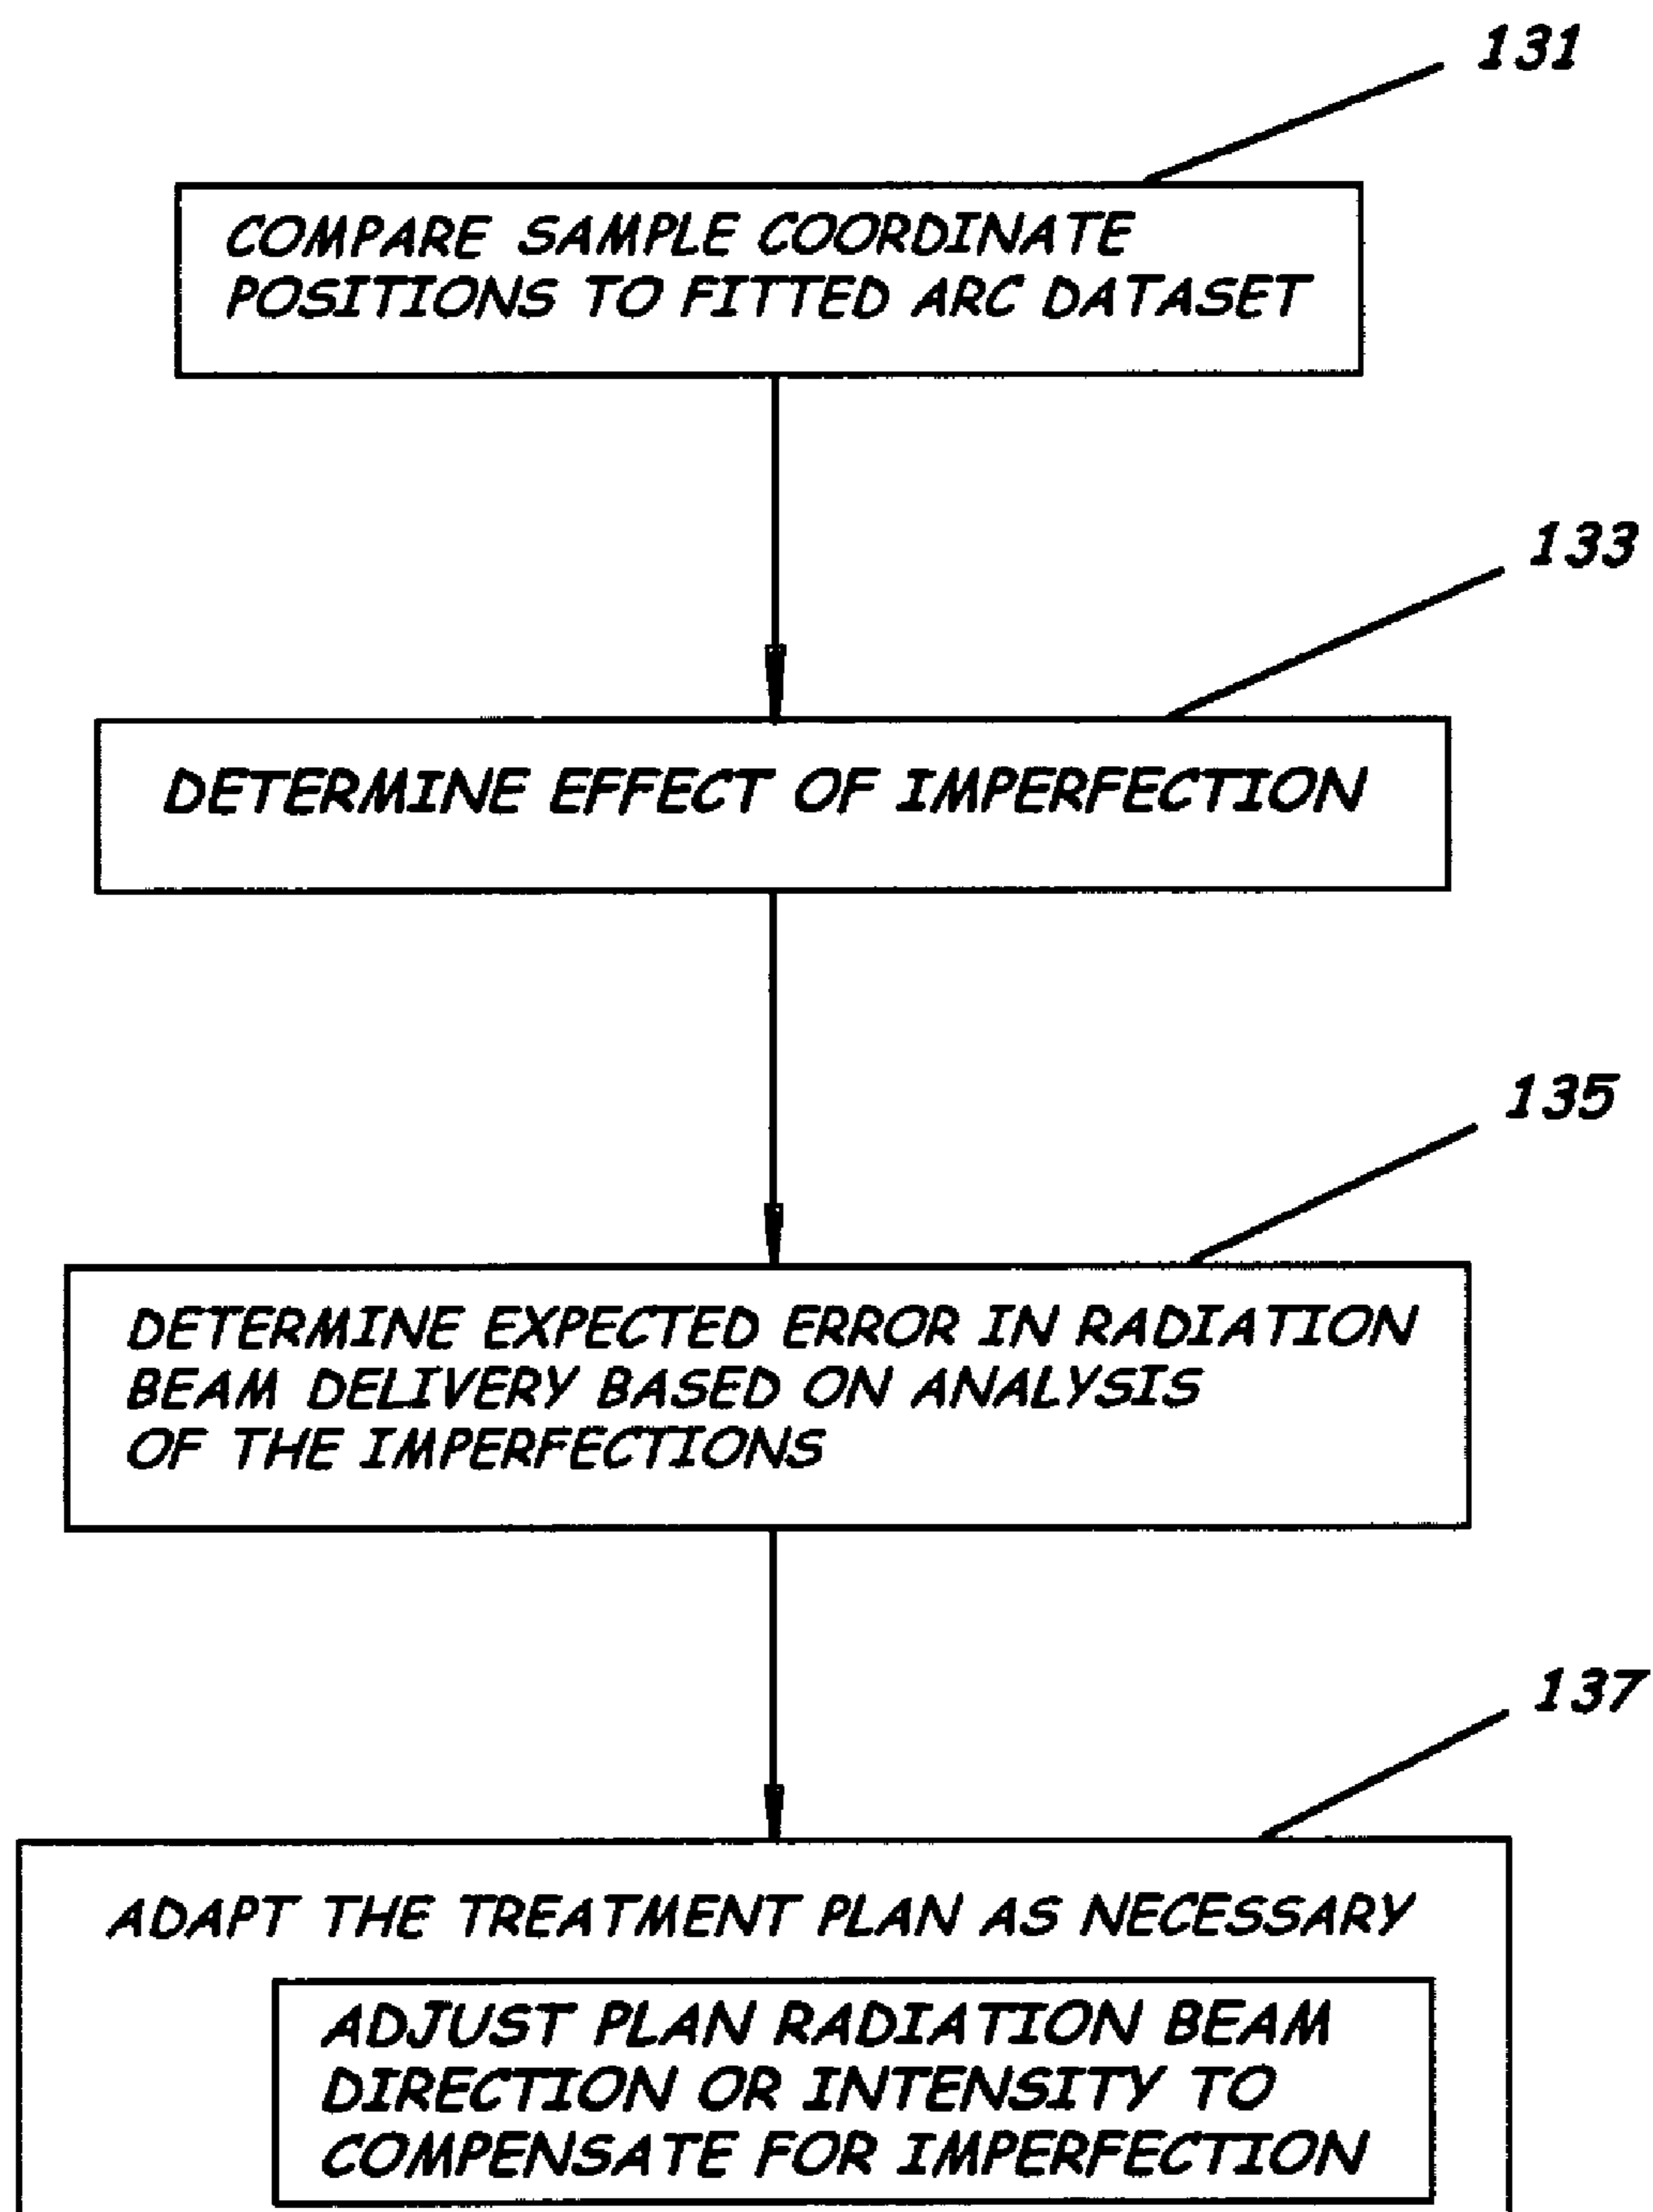 131
COMPARE SAMPLE COORDINATE
POSITIONS TO FITTED ARC DATASET
133
DETERMINE EFFECT OF IMPERFECTION
135
DETERMINE EXPECTED ERROR IN RADIATION
BEAM DELIVERY BASED ON ANALYSIS
OF THE IMPERFECTIONS
137
ADAPT THE TREATMENT PLAN AS NECESSARY
ADJUST PLAN RADIATION BEAM
DIRECTION OR INTENSITY TO
COMPENSATE FOR IMPERFECTION